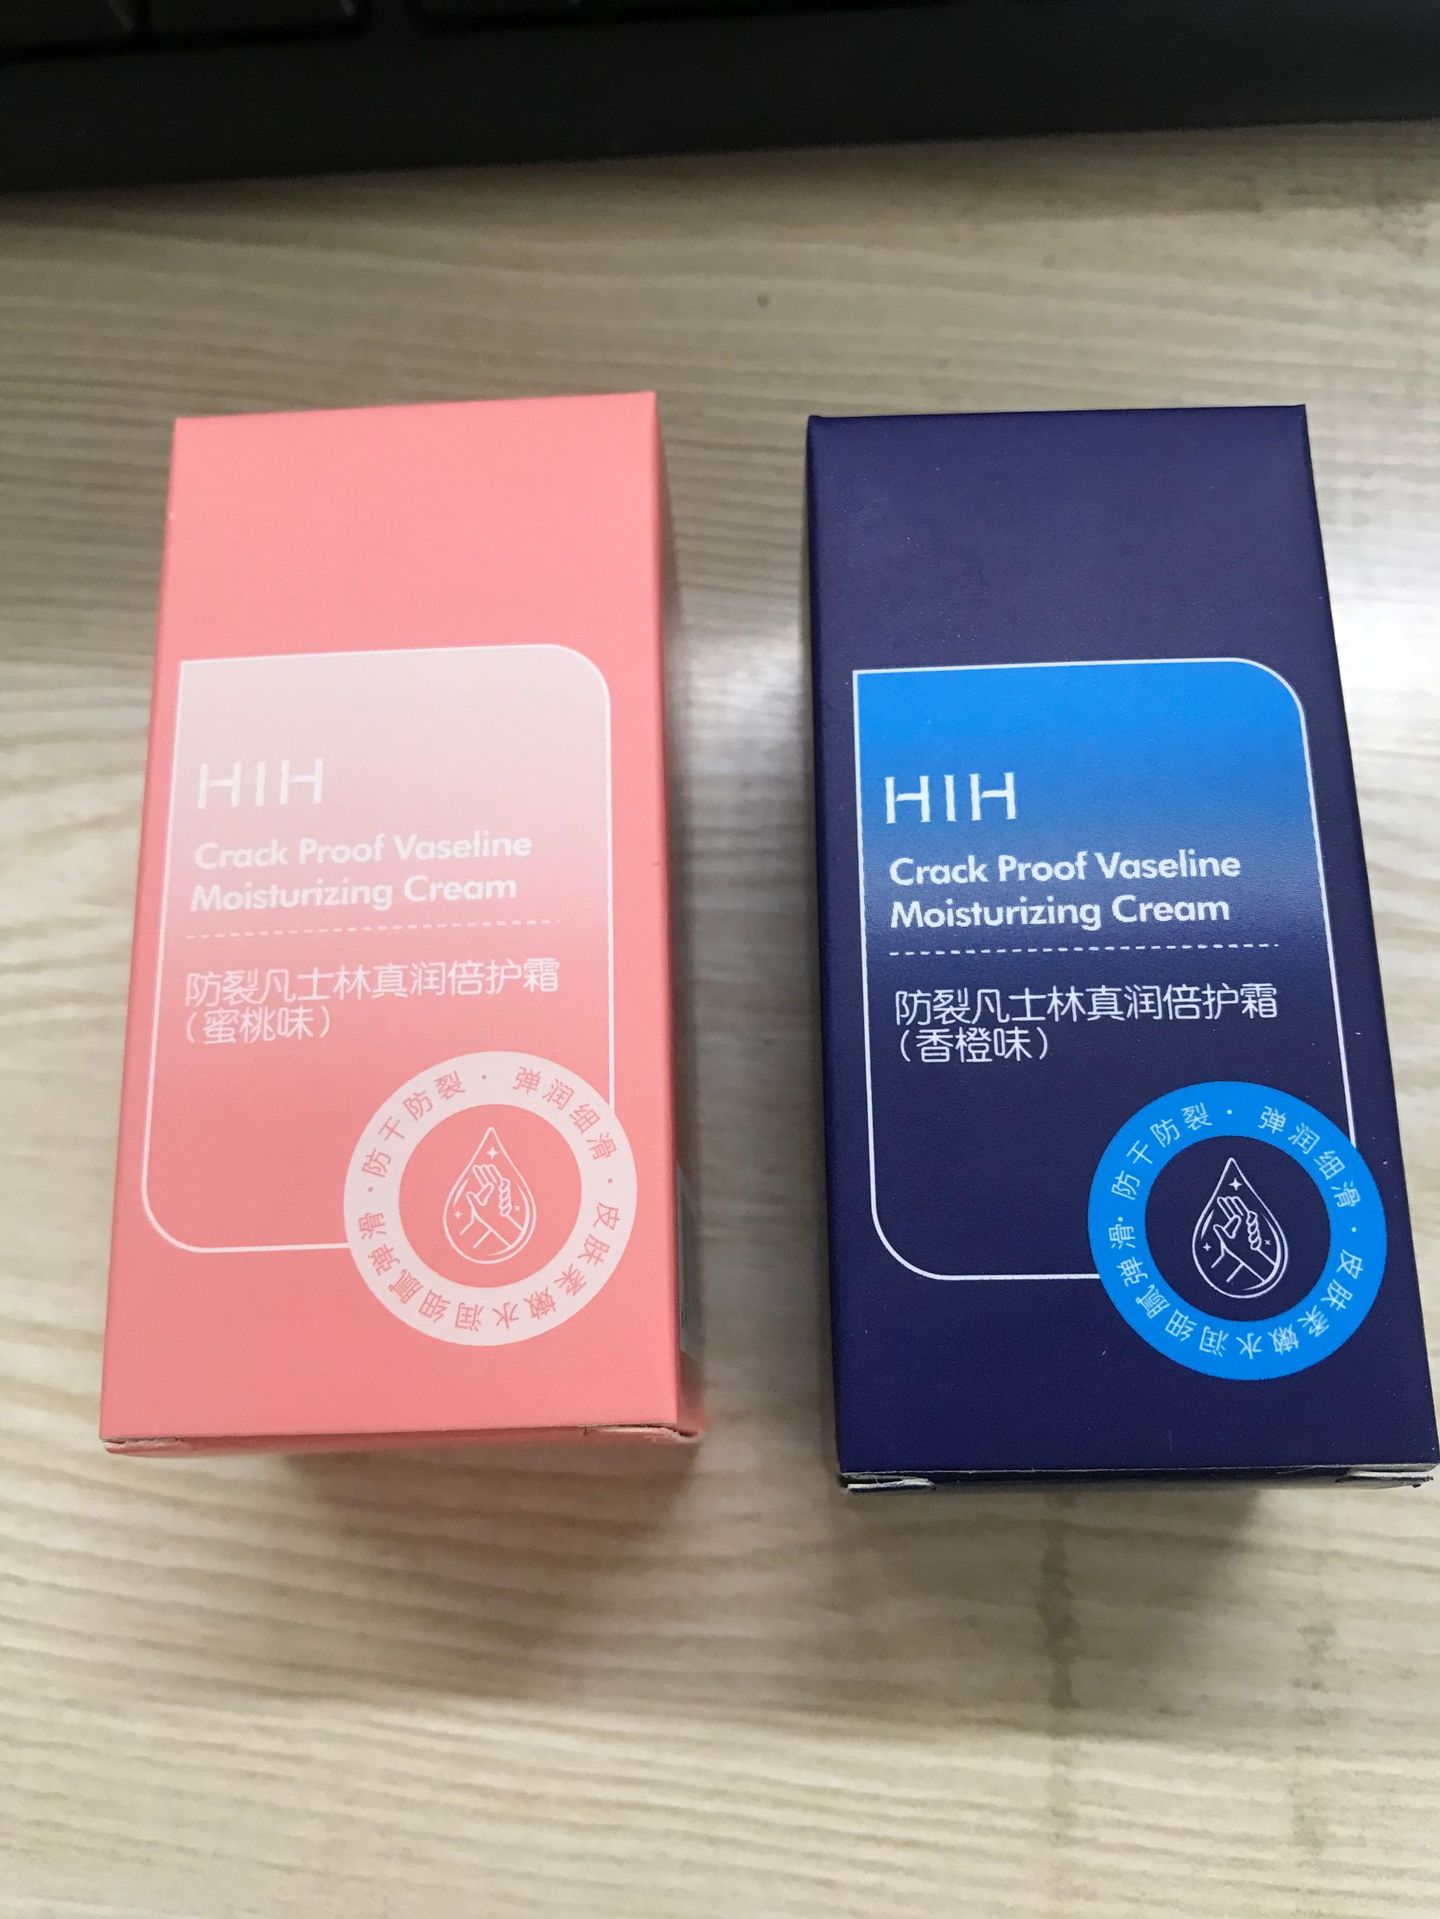 HIH
Crack Proof Vaseline
Moisturizing Cream
防裂凡士林真润倍护霜
（蜜桃味）
防干防裂 · 弹润细滑 · 皮肤柔嫩水润细腻弹滑 ·
HIH
Crack Proof Vaseline
Moisturizing Cream
防裂凡士林真润倍护霜
（香橙味）
防干防裂 · 弹润细滑 · 皮肤柔嫩水润细腻弹滑 ·